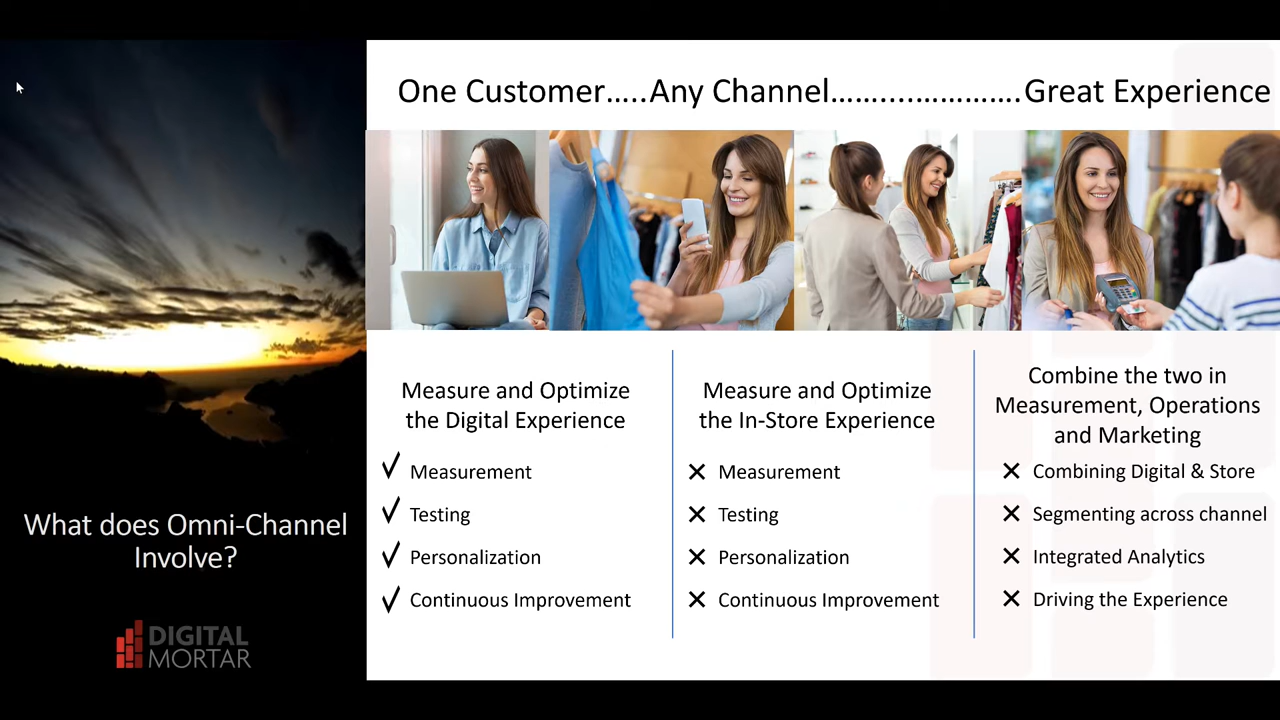 One Customer…..Any Channel……..…………….Great Experience
What does Omni-Channel
Involve?
DIGITAL
MORTAR
Measure and Optimize
the Digital Experience
✓ Measurement
✓ Testing
✓ Personalization
✓ Continuous Improvement
Measure and Optimize
the In-Store Experience
✕ Measurement
✕ Testing
✕ Personalization
✕ Continuous Improvement
Combine the two in
Measurement, Operations
and Marketing
✕ Combining Digital & Store
✕ Segmenting across channel
✕ Integrated Analytics
✕ Driving the Experience